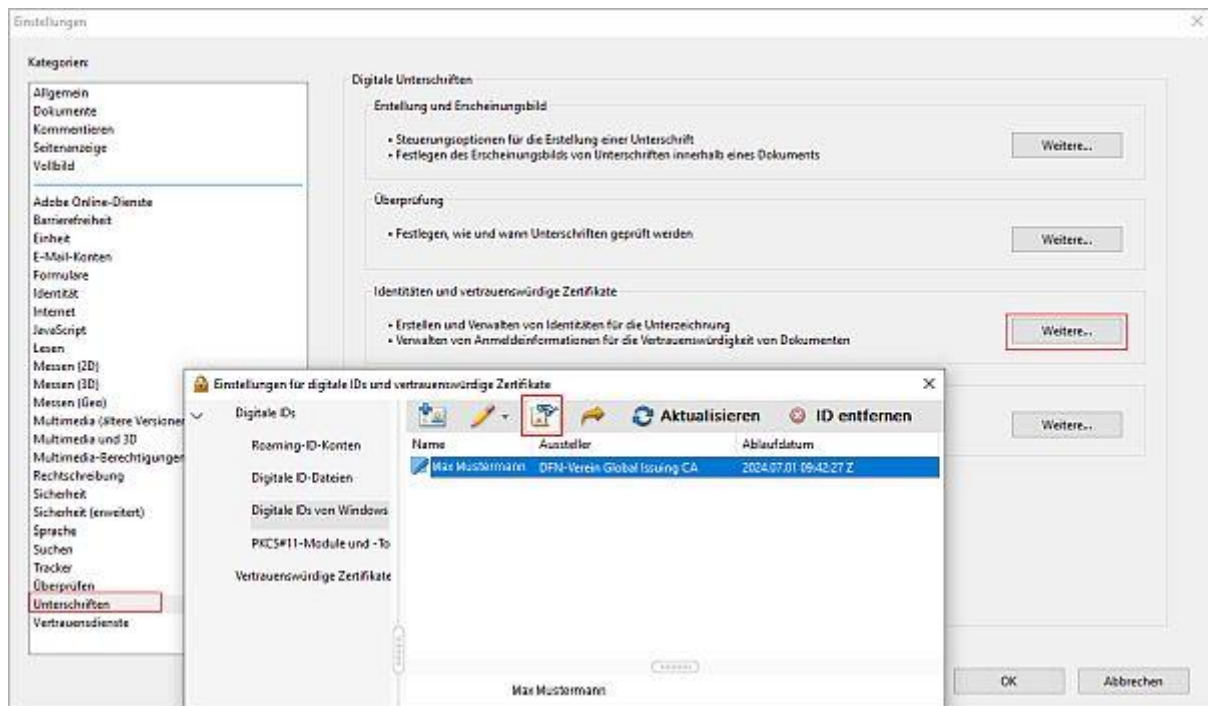 Einstellungen
Kategorien:
Allgemein
Dokumente
Kommentieren
Seitenanzeige
Vollbild
Adobe Online-Dienste
Barrierefreiheit
Einheit
E-Mail-Konten
Formulare
Identität
Internet
JavaScript
Lesen
Messen (2D)
Messen (3D)
Messen (Geo)
Multimedia (ältere Versionen
Multimedia und 3D
Multimedia-Berechtigungen
Rechtschreibung
Sicherheit
Sicherheit (erweitert)
Sprache
Suchen
Tracker
Überprüfen
Unterschriften
Vertrauensdienste
Digitale Unterschriften
Erstellung und Erscheinungsbild
• Steuerungsoptionen für die Erstellung einer Unterschrift
• Festlegen des Erscheinungsbilds von Unterschriften innerhalb eines Dokuments
Weitere...
Überprüfung
• Festlegen, wie und wann Unterschriften geprüft werden
Weitere...
Identitäten und vertrauenswürdige Zertifikate
• Erstellen und Verwalten von Identitäten für die Unterzeichnung
• Verwalten von Anmeldeinformationen für die Vertrauenswürdigkeit von Dokumenten
Weitere...
Weitere...
Einstellungen für digitale IDs und vertrauenswürdige Zertifikate
Digitale IDs
Roaming-ID-Konten
Digitale ID-Dateien
Digitale IDs von Windows
PKCS#11-Module und -To
Vertrauenswürdige Zertifikate
Aktualisieren
ID entfernen
Name Aussteller Ablaufdatum
Max Mustermann DFN-Verein Global Issuing CA 2024.07.01 09:42:27 Z
Max Mustermann
OK
Abbrechen